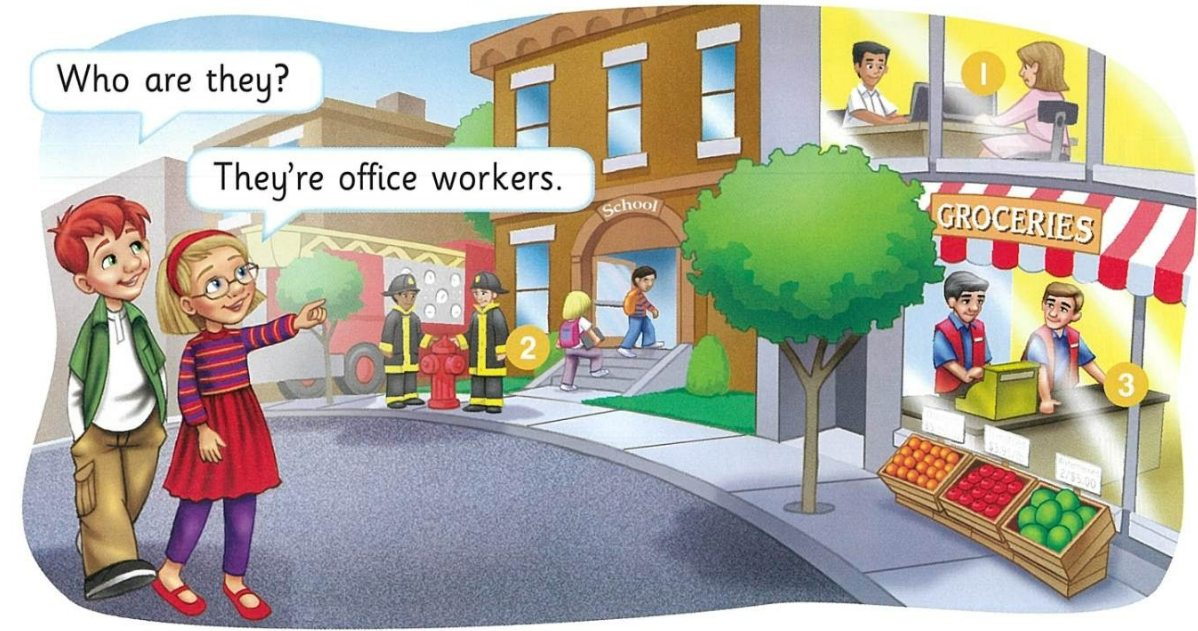 Who are they?
They're office workers.
1
School
GROCERIES
2
3